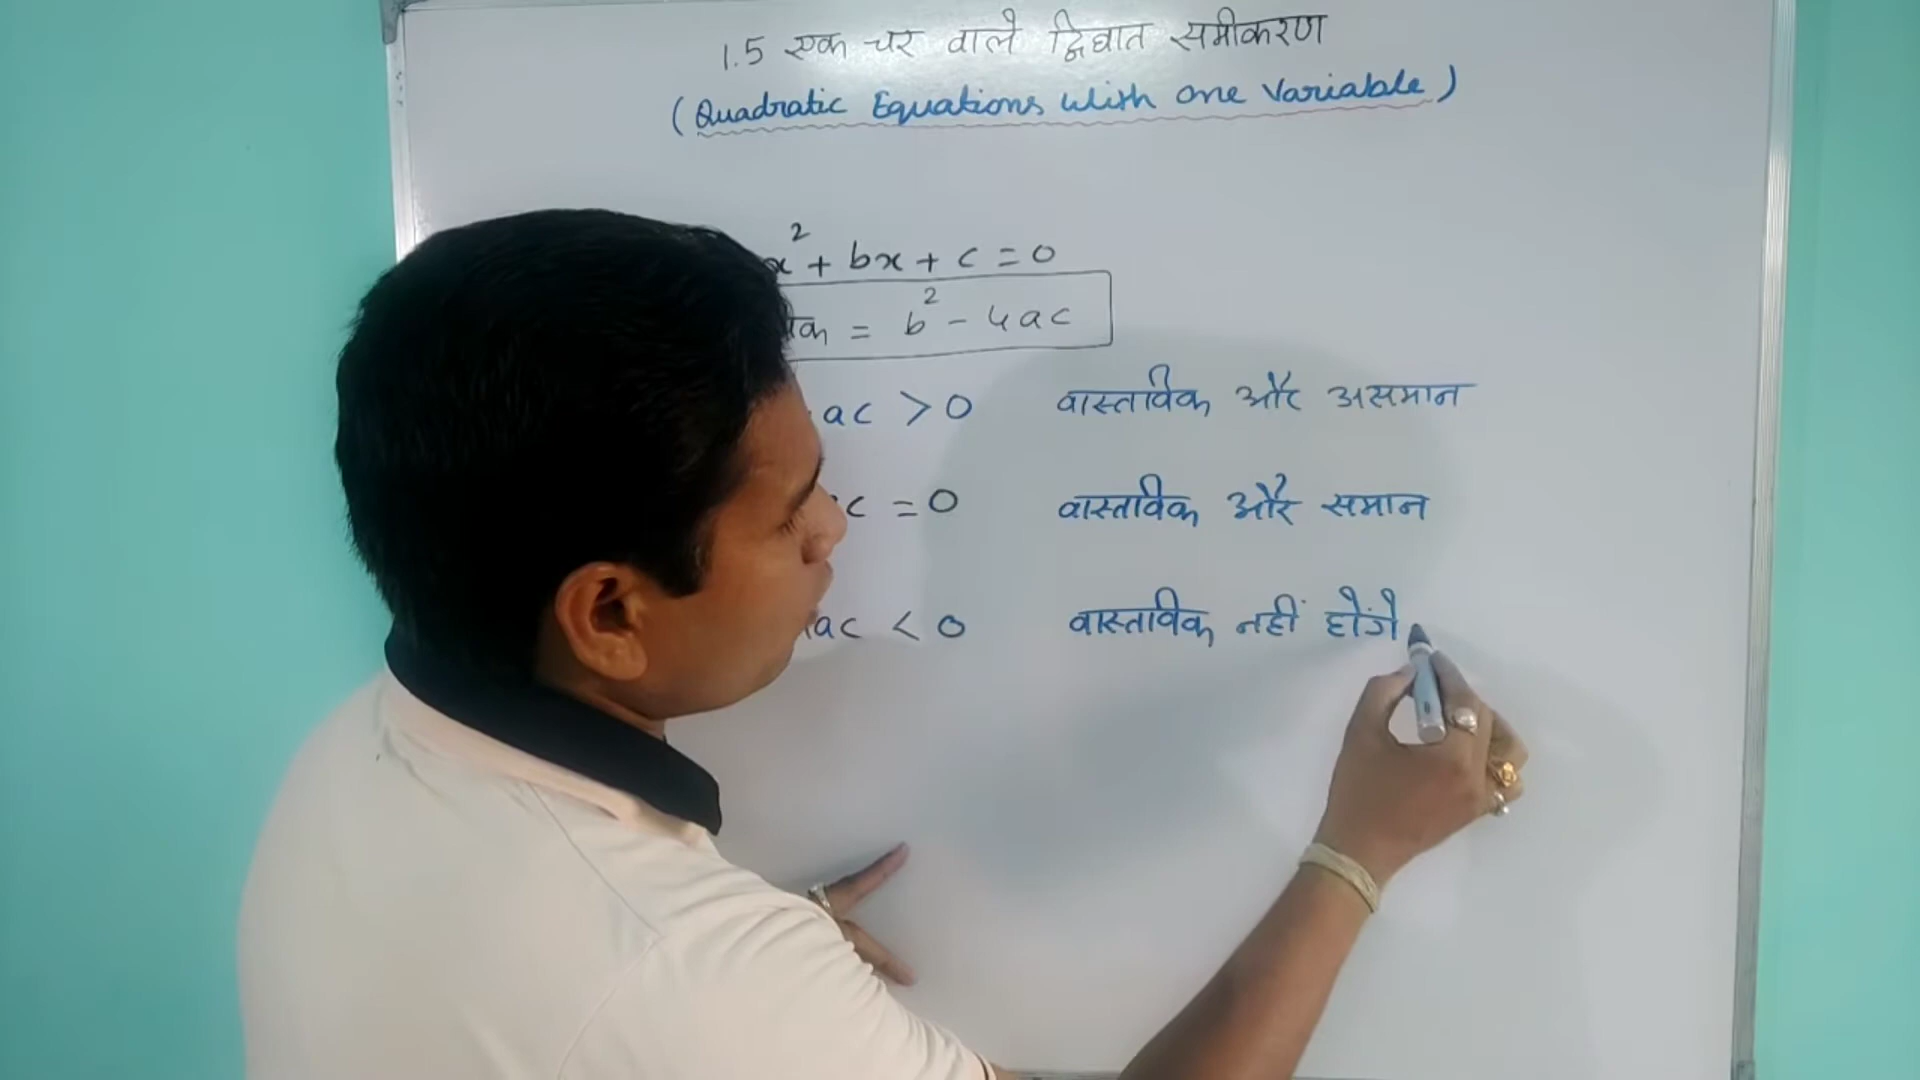 1.5 एक चर वाले द्विघात समीकरण
(Quadratic Equations with one variable)
x² + bx + c = 0
= b² - 4ac
ac > 0 वास्तविक और असमान
c = 0 वास्तविक और समान
ac < 0 वास्तविक नहीं होंगे